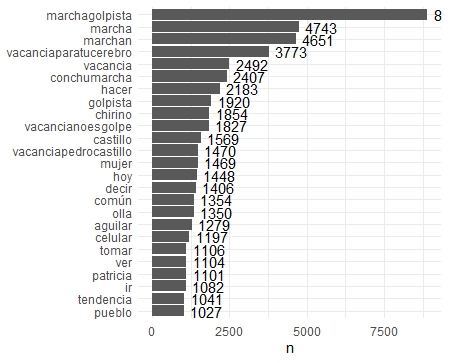 marchagolpista 8
marcha 4743
marchan 4651
vacanciaparatucerebro 3773
vacancia 2492
conchumarcha 2407
hacer 2183
golpista 1920
chirino 1854
vacancianoesgolpe 1827
castillo 1569
vacanciapedrocastillo 1470
mujer 1469
hoy 1448
decir 1406
común 1354
olla 1350
aguilar 1279
celular 1197
tomar 1106
ver 1104
patricia 1101
ir 1082
tendencia 1041
pueblo 1027
0 2500 5000 7500
n